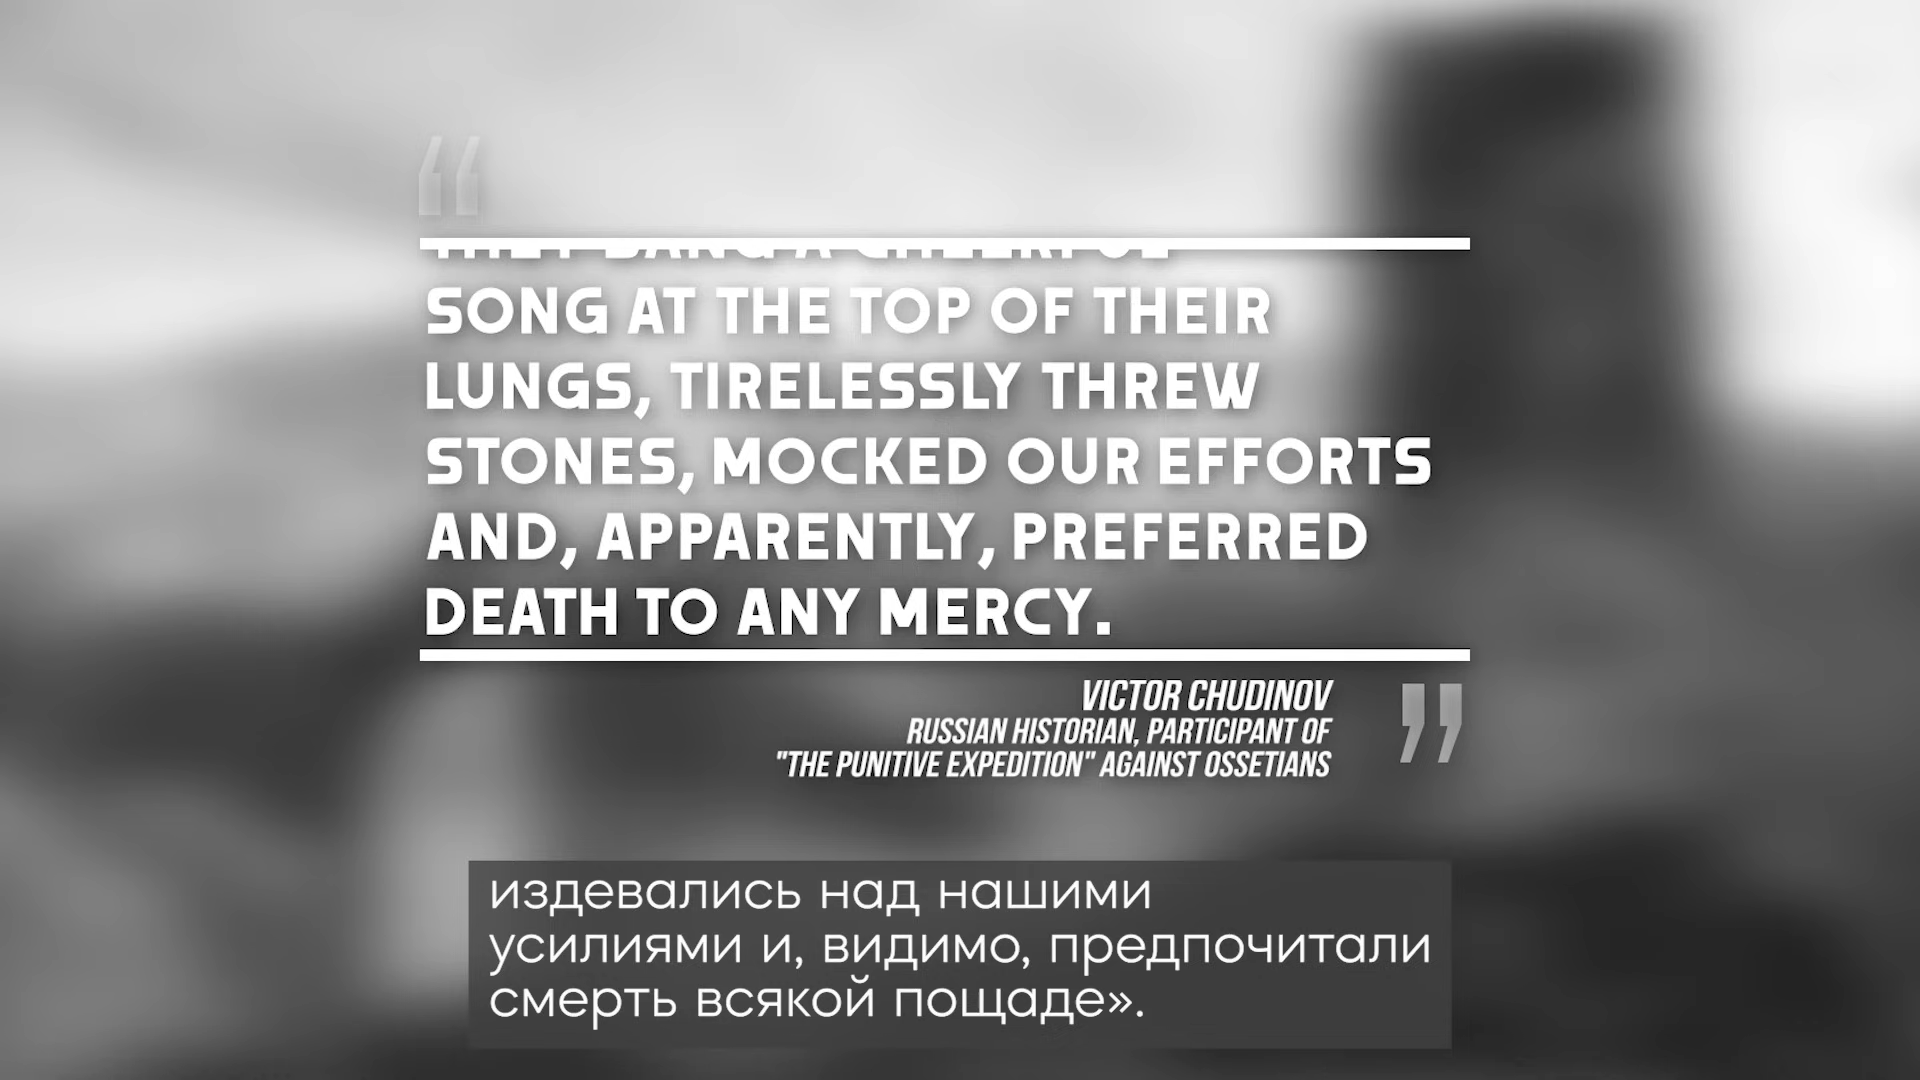 “
SONG AT THE TOP OF THEIR
LUNGS, TIRELESSLY THREW
STONES, MOCKED OUR EFFORTS
AND, APPARENTLY, PREFERRED
DEATH TO ANY MERCY.
VICTOR CHUDINOV
RUSSIAN HISTORIAN, PARTICIPANT OF
"THE PUNITIVE EXPEDITION" AGAINST OSSETIANS
”
издевались над нашими
усилиями и, видимо, предпочитали
смерть всякой пощаде».